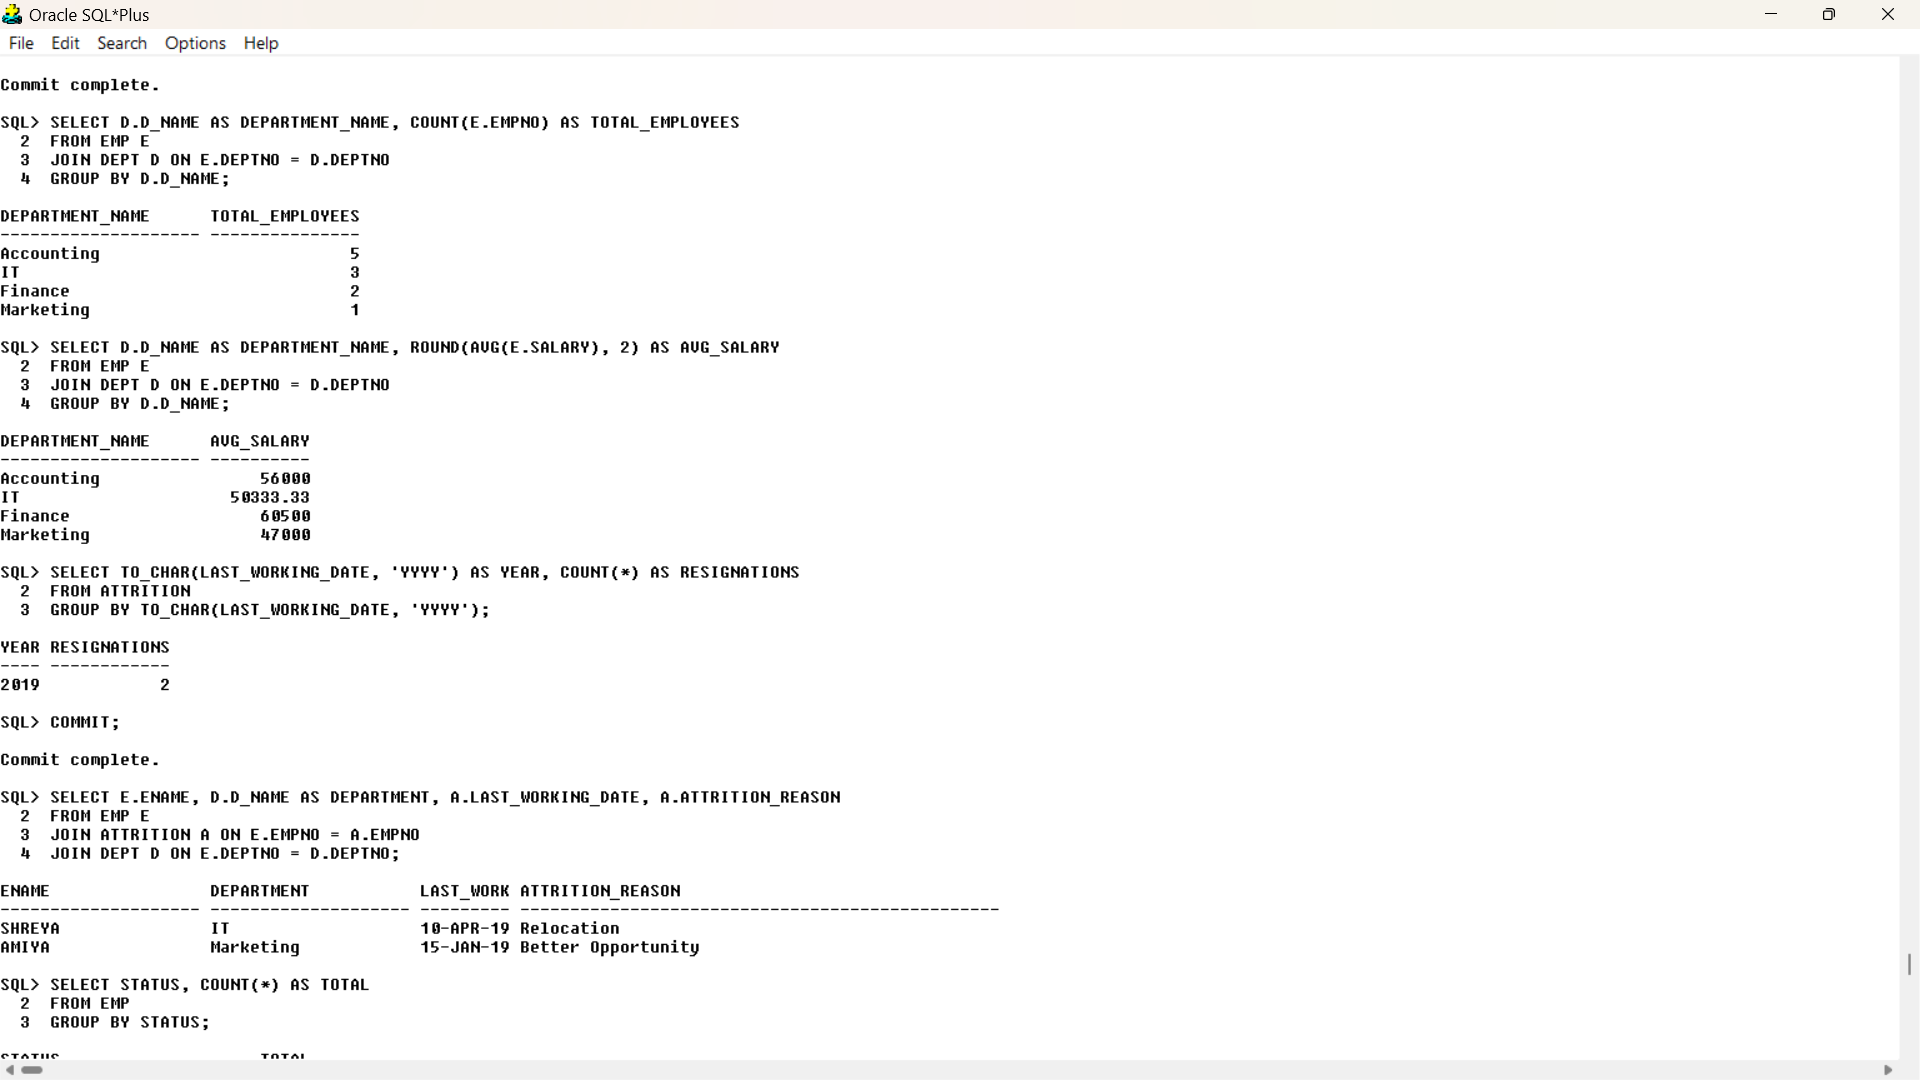 Oracle SQL*Plus
File Edit Search Options Help
Commit complete.
SQL> SELECT D.D_NAME AS DEPARTMENT_NAME, COUNT(E.EMPNO) AS TOTAL_EMPLOYEES
  2  FROM EMP E
  3  JOIN DEPT D ON E.DEPTNO = D.DEPTNO
  4  GROUP BY D.D_NAME;
DEPARTMENT_NAME      TOTAL_EMPLOYEES
-------------------- ---------------
Accounting                         5
IT                                 3
Finance                            2
Marketing                          1
SQL> SELECT D.D_NAME AS DEPARTMENT_NAME, ROUND(AVG(E.SALARY), 2) AS AVG_SALARY
  2  FROM EMP E
  3  JOIN DEPT D ON E.DEPTNO = D.DEPTNO
  4  GROUP BY D.D_NAME;
DEPARTMENT_NAME      AVG_SALARY
-------------------- ----------
Accounting                56000
IT                     50333.33
Finance                   60500
Marketing                 47000
SQL> SELECT TO_CHAR(LAST_WORKING_DATE, 'YYYY') AS YEAR, COUNT(*) AS RESIGNATIONS
  2  FROM ATTRITION
  3  GROUP BY TO_CHAR(LAST_WORKING_DATE, 'YYYY');
YEAR RESIGNATIONS
---- ------------
2019            2
SQL> COMMIT;
Commit complete.
SQL> SELECT E.ENAME, D.D_NAME AS DEPARTMENT, A.LAST_WORKING_DATE, A.ATTRITION_REASON
  2  FROM EMP E
  3  JOIN ATTRITION A ON E.EMPNO = A.EMPNO
  4  JOIN DEPT D ON E.DEPTNO = D.DEPTNO;
ENAME                DEPARTMENT           LAST_WORK ATTRITION_REASON
-------------------- -------------------- --------- ------------------------------------------------
SHREYA               IT                   10-APR-19 Relocation
AMIYA                Marketing            15-JAN-19 Better Opportunity
SQL> SELECT STATUS, COUNT(*) AS TOTAL
  2  FROM EMP
  3  GROUP BY STATUS;
STATUS                    TOTAL